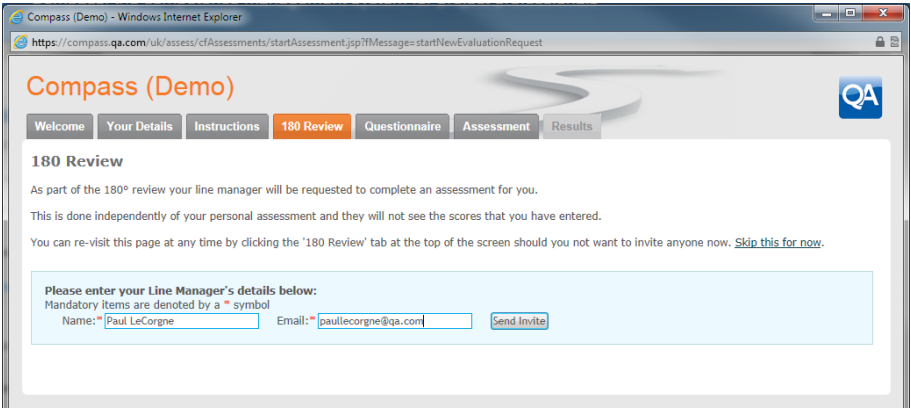 Compass (Demo) - Windows Internet Explorer
https://compass.qa.com/uk/assess/cfAssessments/startAssessment.jsp?fMessage=startNewEvaluationRequest
Compass (Demo)
QA
Welcome Your Details Instructions 180 Review Questionnaire Assessment Results
180 Review
As part of the 180° review your line manager will be requested to complete an assessment for you.
This is done independently of your personal assessment and they will not see the scores that you have entered.
You can re-visit this page at any time by clicking the '180 Review' tab at the top of the screen should you not want to invite anyone now. Skip this for now.
Please enter your Line Manager's details below:
Mandatory items are denoted by a * symbol
Name:* Paul LeCorgne Email:* paullecorgne@qa.com Send Invite